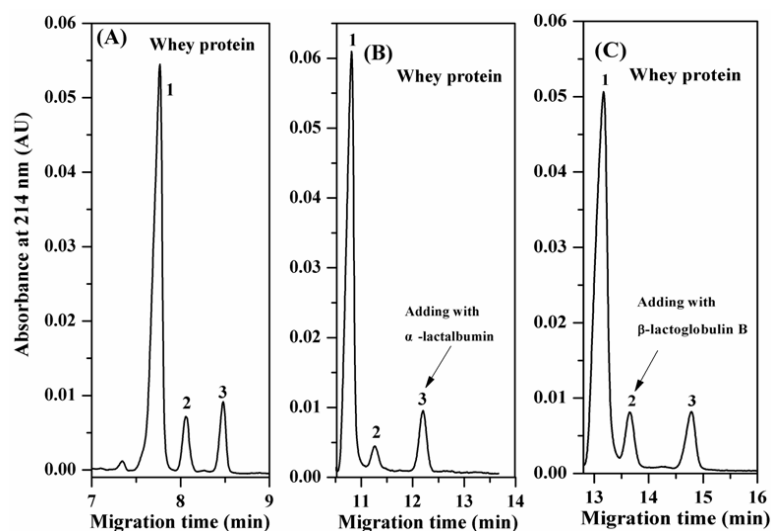 (A)
Whey protein
1
2
3
0.06
0.05
0.04
0.03
0.02
0.01
0.00
7
8
9
Migration time (min)
Absorbance at 214 nm (AU)
(B)
Whey protein
1
2
3
Adding with
α -lactalbumin
0.06
0.05
0.04
0.03
0.02
0.01
0.00
11
12
13
14
Migration time (min)
(C)
Whey protein
1
2
3
Adding with
β-lactoglobulin B
0.06
0.05
0.04
0.03
0.02
0.01
0.00
13
14
15
16
Migration time (min)